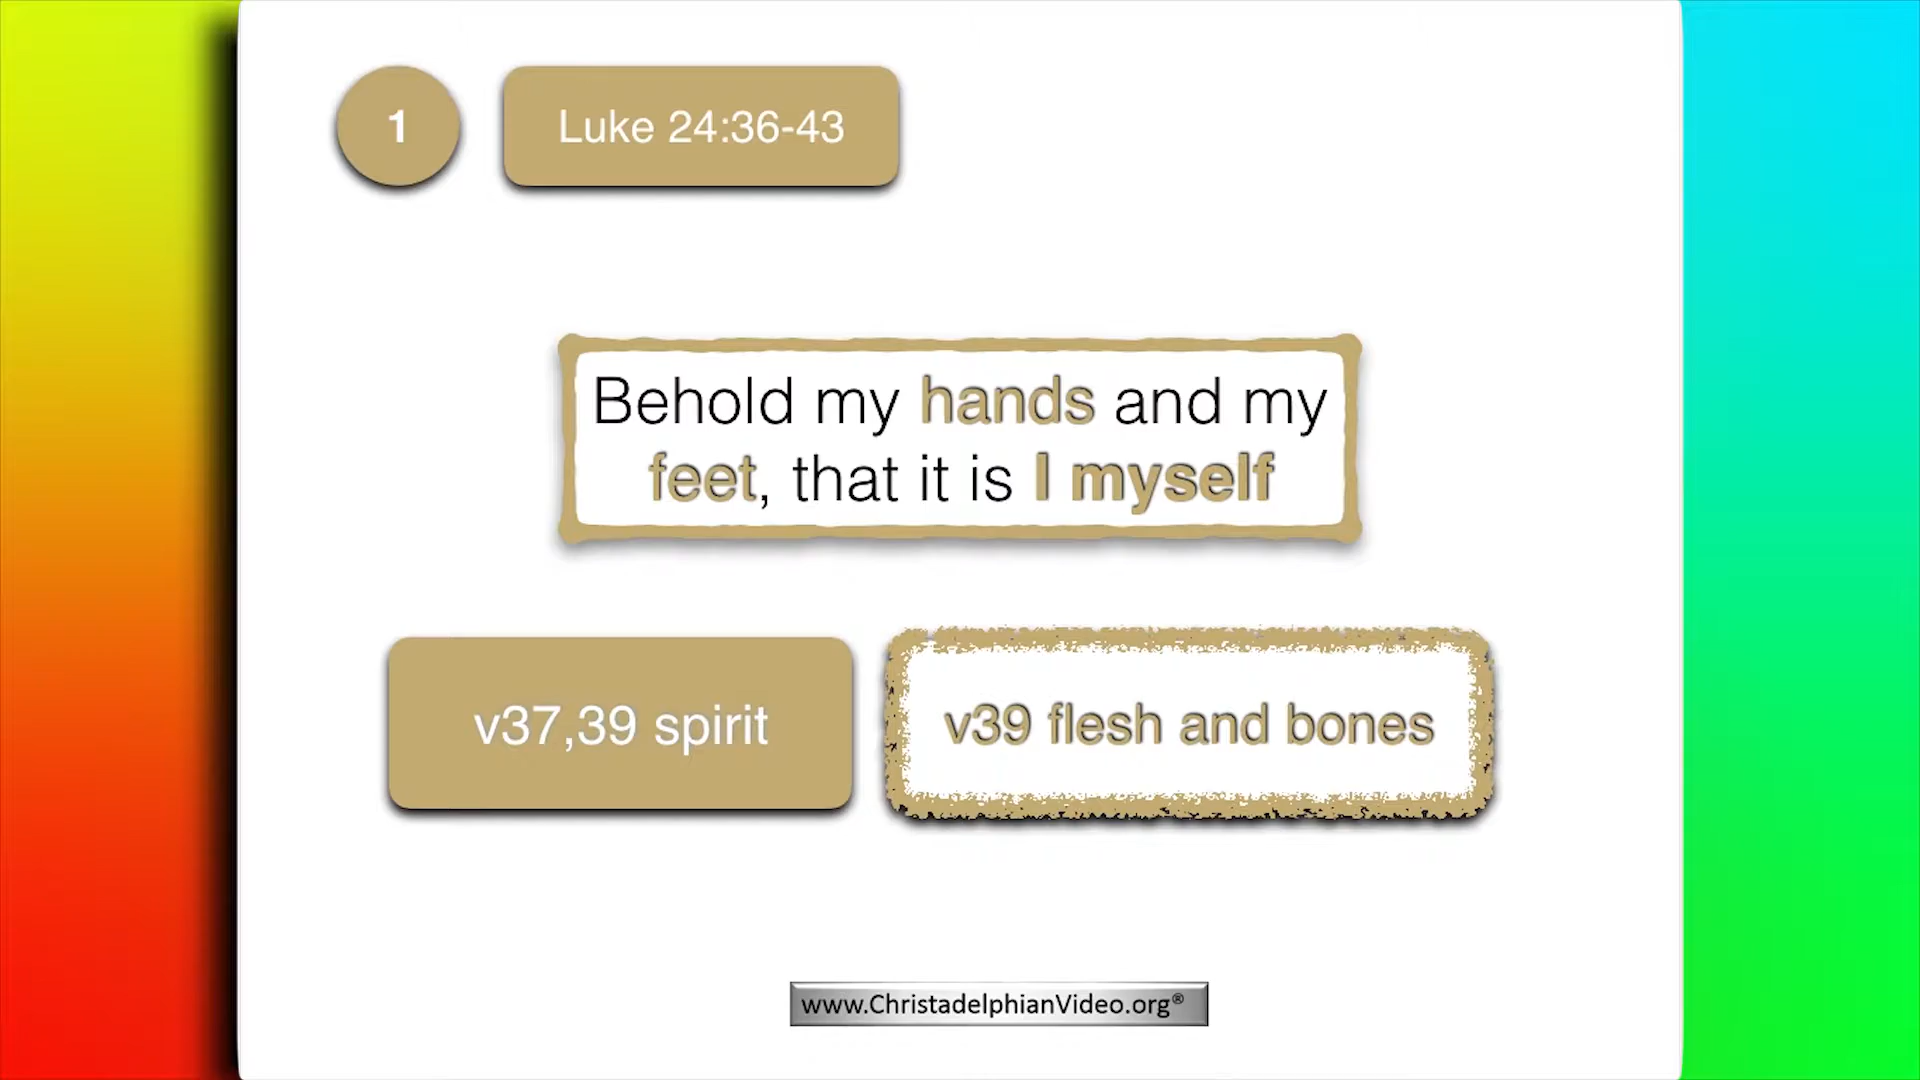 1
Luke 24:36-43
Behold my hands and my
feet, that it is I myself
v37,39 spirit
v39 flesh and bones
www.ChristadelphianVideo.org®